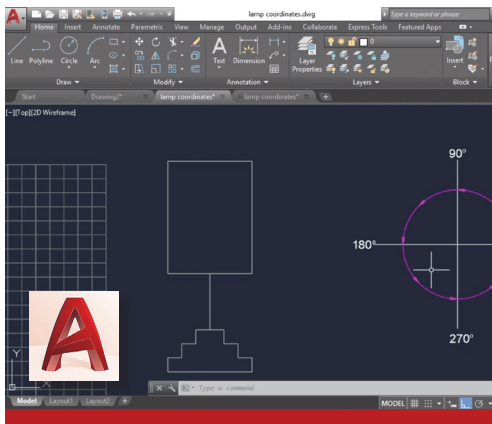 A
lamp coordinates.dwg
Type a keyword or phrase
Home Insert Annotate Parametric View Manage Output Add-ins Collaborate Express Tools Featured Apps
Line Polyline Circle Arc Text Dimension Layer Properties 0 Insert
Draw Modify Annotation Layers Block
Start Drawing2* lamp coordinates* lamp coordinates*
[−][Top][2D Wireframe]
90°
180°
270°
Y
X
Type a command
Model Layout1 Layout2 +
MODEL